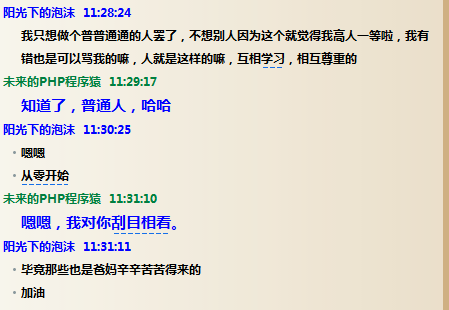 阳光下的泡沫 11:28:24
我只想做个普普通通的人罢了，不想别人因为这个就觉得我高人一等啦，我有
错也是可以骂我的嘛，人就是这样的嘛，互相学习，相互尊重的
未来的PHP程序猿 11:29:17
知道了，普通人，哈哈
阳光下的泡沫 11:30:25
嗯嗯
从零开始
未来的PHP程序猿 11:31:10
嗯嗯，我对你刮目相看。
阳光下的泡沫 11:31:11
毕竟那些也是爸妈辛辛苦苦得来的
加油